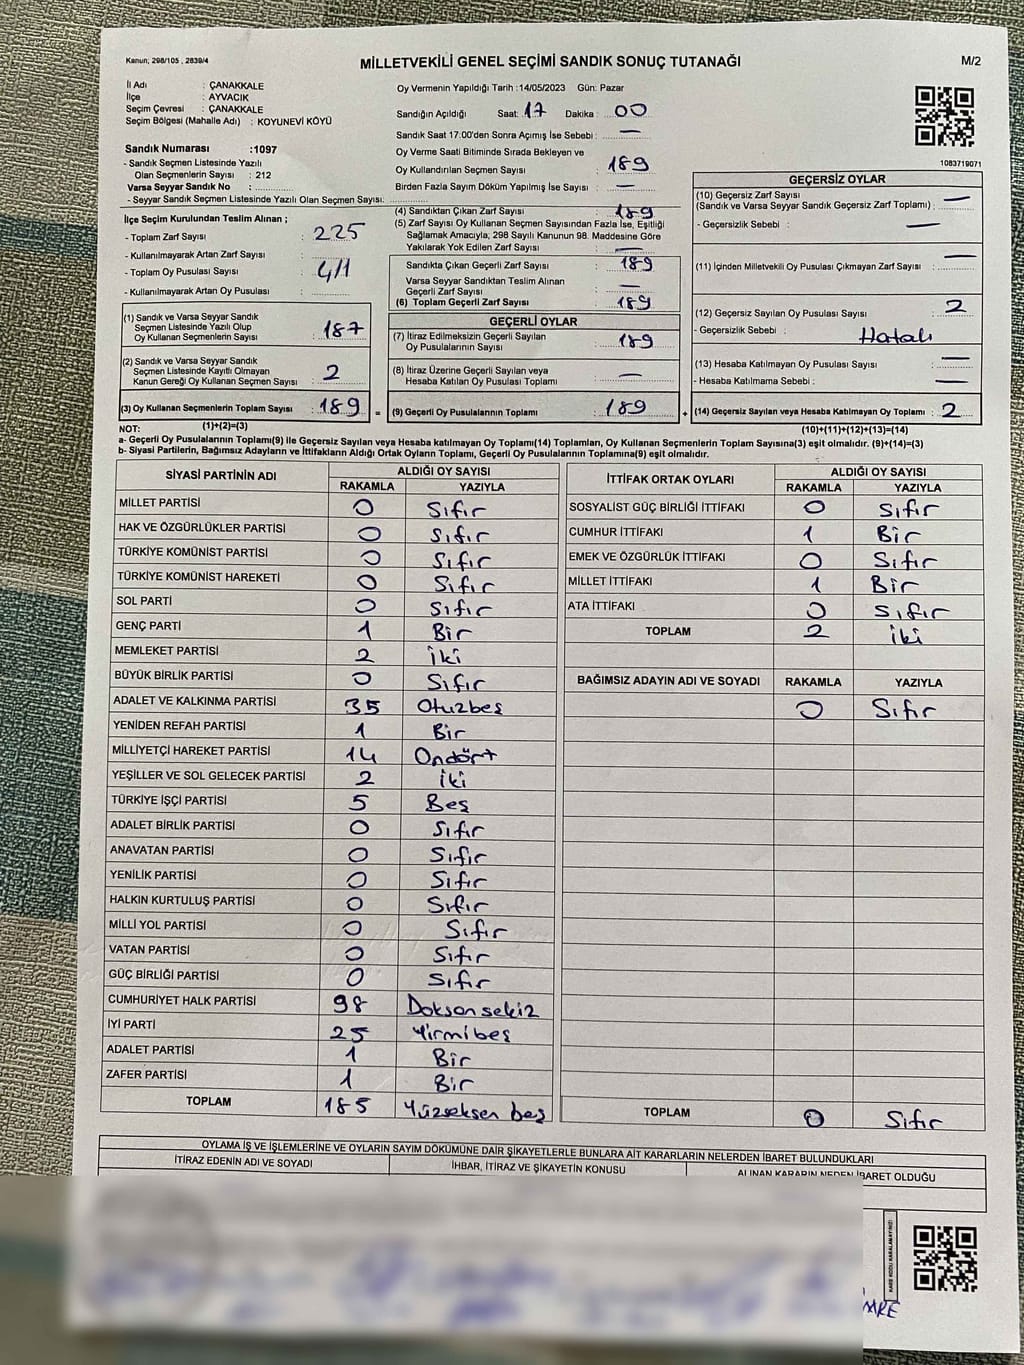 Kanun, 298/105 , 2839/4
MİLLETVEKİLİ GENEL SEÇİMİ SANDIK SONUÇ TUTANAĞI
M/2
İl Adı : ÇANAKKALE
İlçe : AYVACIK
Seçim Çevresi : ÇANAKKALE
Seçim Bölgesi (Mahalle Adı) : KOYUNEVİ KÖYÜ
Sandık Numarası :1097
- Sandık Seçmen Listesinde Yazılı
Olan Seçmenlerin Sayısı : 212
Varsa Seyyar Sandık No :
- Seyyar Sandık Seçmen Listesinde Yazılı Olan Seçmen Sayısı:
Oy Vermenin Yapıldığı Tarih :14/05/2023 Gün: Pazar
Sandığın Açıldığı Saat: 17 Dakika : 00
Sandık Saat 17:00'den Sonra Açımış İse Sebebi : —
Oy Verme Saati Bitiminde Sırada Bekleyen ve
Oy Kullandırılan Seçmen Sayısı : 189
Birden Fazla Sayım Döküm Yapılmış İse Sayısı : —
1083719071
İlçe Seçim Kurulundan Teslim Alınan ;
- Toplam Zarf Sayısı : 225
- Kullanılmayarak Artan Zarf Sayısı :
- Toplam Oy Pusulası Sayısı : 4/1
- Kullanılmayarak Artan Oy Pusulası :
(4) Sandıktan Çıkan Zarf Sayısı : 189
(5) Zarf Sayısı Oy Kullanan Seçmen Sayısından Fazla İse, Eşitliği
Sağlamak Amacıyla, 298 Sayılı Kanunun 98. Maddesine Göre
Yakılarak Yok Edilen Zarf Sayısı : —
Sandıkta Çıkan Geçerli Zarf Sayısı : 189
Varsa Seyyar Sandıktan Teslim Alınan
Geçerli Zarf Sayısı : —
(6) Toplam Geçerli Zarf Sayısı : 189
GEÇERSİZ OYLAR
(10) Geçersiz Zarf Sayısı
(Sandık ve Varsa Seyyar Sandık Geçersiz Zarf Toplamı) : —
- Geçersizlik Sebebi : —
(11) İçinden Milletvekili Oy Pusulası Çıkmayan Zarf Sayısı : —
(12) Geçersiz Sayılan Oy Pusulası Sayısı : 2
- Geçersizlik Sebebi : Hatalı
(13) Hesaba Katılmayan Oy Pusulası Sayısı : —
- Hesaba Katılmama Sebebi : —
(14) Geçersiz Sayılan veya Hesaba Katılmayan Oy Toplamı : 2
(10)+(11)+(12)+(13)=(14)
(1) Sandık ve Varsa Seyyar Sandık
Seçmen Listesinde Yazılı Olup
Oy Kullanan Seçmenlerin Sayısı : 187
(2) Sandık ve Varsa Seyyar Sandık
Seçmen Listesinde Kayıtlı Olmayan
Kanun Gereği Oy Kullanan Seçmen Sayısı : 2
(3) Oy Kullanan Seçmenlerin Toplam Sayısı : 189 =
(1)+(2)=(3)
GEÇERLİ OYLAR
(7) İtiraz Edilmeksizin Geçerli Sayılan
Oy Pusulalarının Sayısı : 189
(8) İtiraz Üzerine Geçerli Sayılan veya
Hesaba Katılan Oy Pusulası Toplamı : —
(9) Geçerli Oy Pusulalarının Toplamı : 189 +
NOT:
a- Geçerli Oy Pusulalarının Toplamı(9) ile Geçersiz Sayılan veya Hesaba katılmayan Oy Toplamı(14) Toplamları, Oy Kullanan Seçmenlerin Toplam Sayısına(3) eşit olmalıdır. (9)+(14)=(3)
b- Siyasi Partilerin, Bağımsız Adayların ve İttifakların Aldığı Ortak Oyların Toplamı, Geçerli Oy Pusulalarının Toplamına(9) eşit olmalıdır.
SİYASİ PARTİNİN ADI ALDIĞI OY SAYISI
RAKAMLA YAZIYLA
MİLLET PARTİSİ 0 Sıfır
HAK VE ÖZGÜRLÜKLER PARTİSİ 0 Sıfır
TÜRKİYE KOMÜNİST PARTİSİ 0 Sıfır
TÜRKİYE KOMÜNİST HAREKETİ 0 Sıfır
SOL PARTİ 0 Sıfır
GENÇ PARTİ 1 Bir
MEMLEKET PARTİSİ 2 İki
BÜYÜK BİRLİK PARTİSİ 0 Sıfır
ADALET VE KALKINMA PARTİSİ 35 Otuzbeş
YENİDEN REFAH PARTİSİ 1 Bir
MİLLİYETÇİ HAREKET PARTİSİ 14 Ondört
YEŞİLLER VE SOL GELECEK PARTİSİ 2 İki
TÜRKİYE İŞÇİ PARTİSİ 5 Beş
ADALET BİRLİK PARTİSİ 0 Sıfır
ANAVATAN PARTİSİ 0 Sıfır
YENİLİK PARTİSİ 0 Sıfır
HALKIN KURTULUŞ PARTİSİ 0 Sıfır
MİLLİ YOL PARTİSİ 0 Sıfır
VATAN PARTİSİ 0 Sıfır
GÜÇ BİRLİĞİ PARTİSİ 0 Sıfır
CUMHURİYET HALK PARTİSİ 98 Doksansekiz
İYİ PARTİ 25 Yirmibeş
ADALET PARTİSİ 1 Bir
ZAFER PARTİSİ 1 Bir
TOPLAM 185 Yüzseksen beş
İTTİFAK ORTAK OYLARI ALDIĞI OY SAYISI
RAKAMLA YAZIYLA
SOSYALİST GÜÇ BİRLİĞİ İTTİFAKI 0 Sıfır
CUMHUR İTTİFAKI 1 Bir
EMEK VE ÖZGÜRLÜK İTTİFAKI 0 Sıfır
MİLLET İTTİFAKI 1 Bir
ATA İTTİFAKI 0 Sıfır
TOPLAM 2 İki
BAĞIMSIZ ADAYIN ADI VE SOYADI RAKAMLA YAZIYLA
0 Sıfır
TOPLAM 0 Sıfır
OYLAMA İŞ VE İŞLEMLERİNE VE OYLARIN SAYIM DÖKÜMÜNE DAİR ŞİKAYETLERLE BUNLARA AİT KARARLARIN NELERDEN İBARET BULUNDUKLARI
İTİRAZ EDENİN ADI VE SOYADI İHBAR, İTİRAZ VE ŞİKAYETİN KONUSU ALINAN KARARIN NEDEN İBARET OLDUĞU